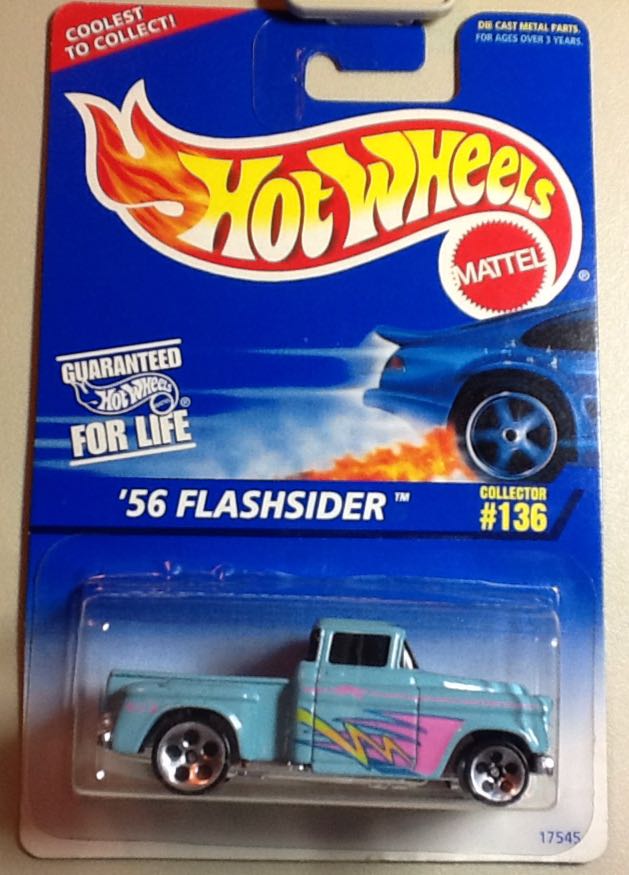 COOLEST
TO COLLECT!
DIE CAST METAL PARTS.
FOR AGES OVER 3 YEARS.
HOT WHEELS
MATTEL
®
GUARANTEED
HOT WHEELS ®
FOR LIFE
'56 FLASHSIDER ™
COLLECTOR
#136
17545